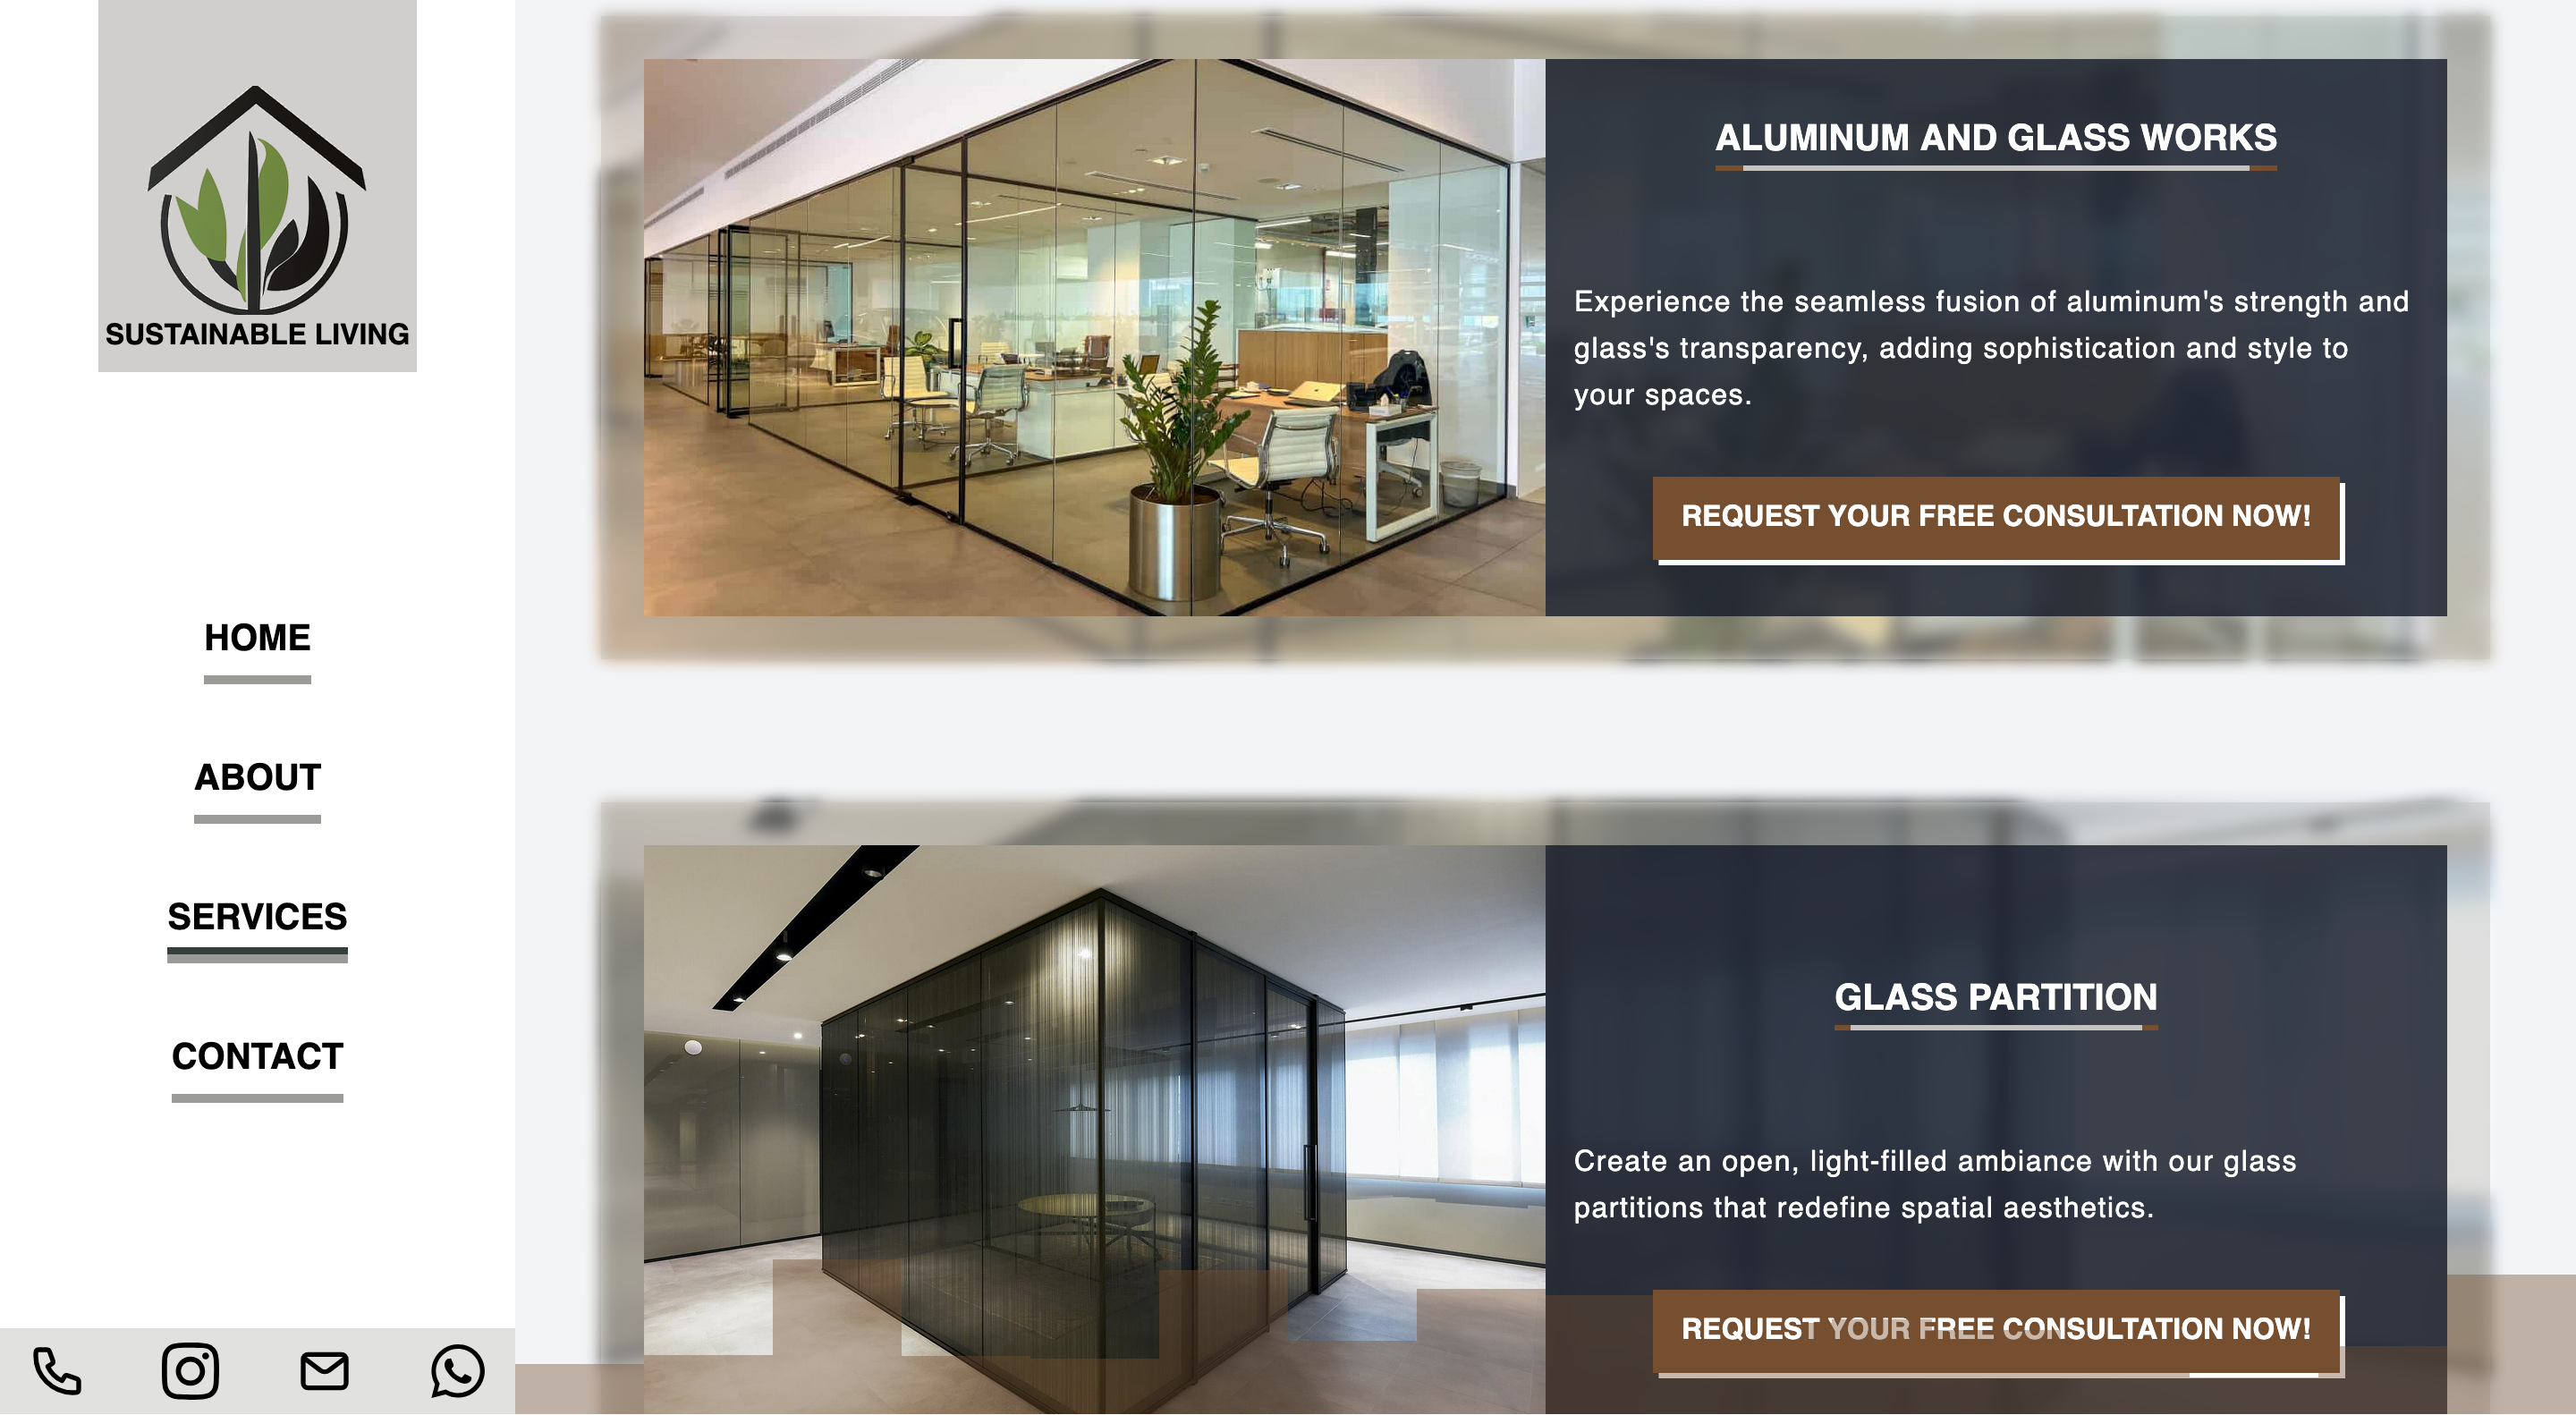 SUSTAINABLE LIVING
HOME
ABOUT
SERVICES
CONTACT
ALUMINUM AND GLASS WORKS
Experience the seamless fusion of aluminum's strength and
glass's transparency, adding sophistication and style to
your spaces.
REQUEST YOUR FREE CONSULTATION NOW!
GLASS PARTITION
Create an open, light-filled ambiance with our glass
partitions that redefine spatial aesthetics.
REQUEST YOUR FREE CONSULTATION NOW!